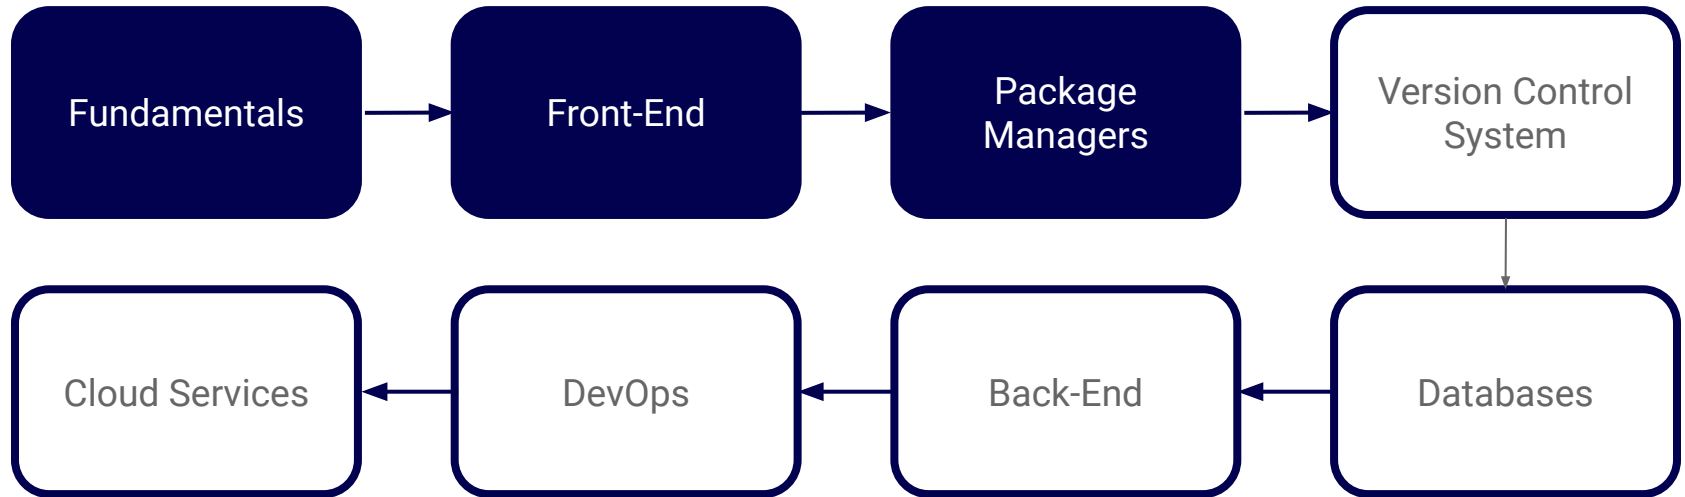 Fundamentals
Front-End
Package
Managers
Version Control
System
Cloud Services
DevOps
Back-End
Databases